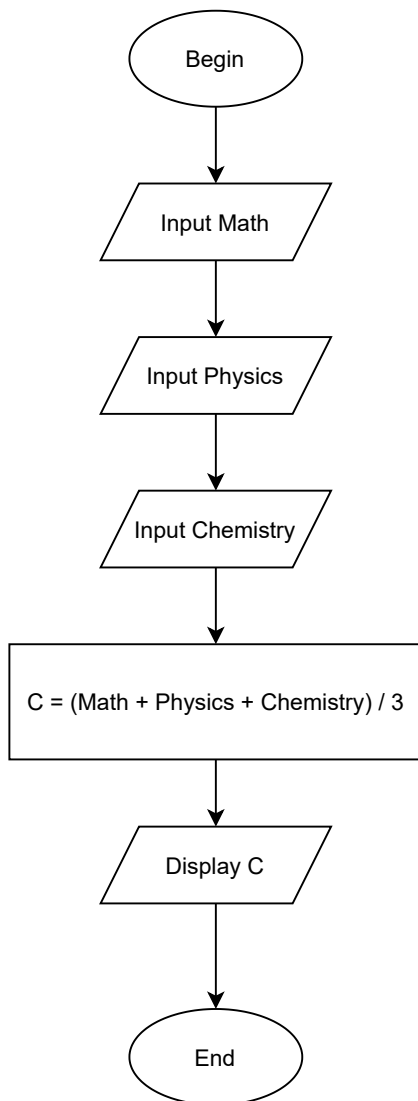 Begin
Input Math
Input Physics
Input Chemistry
C = (Math + Physics + Chemistry) / 3
Display C
End